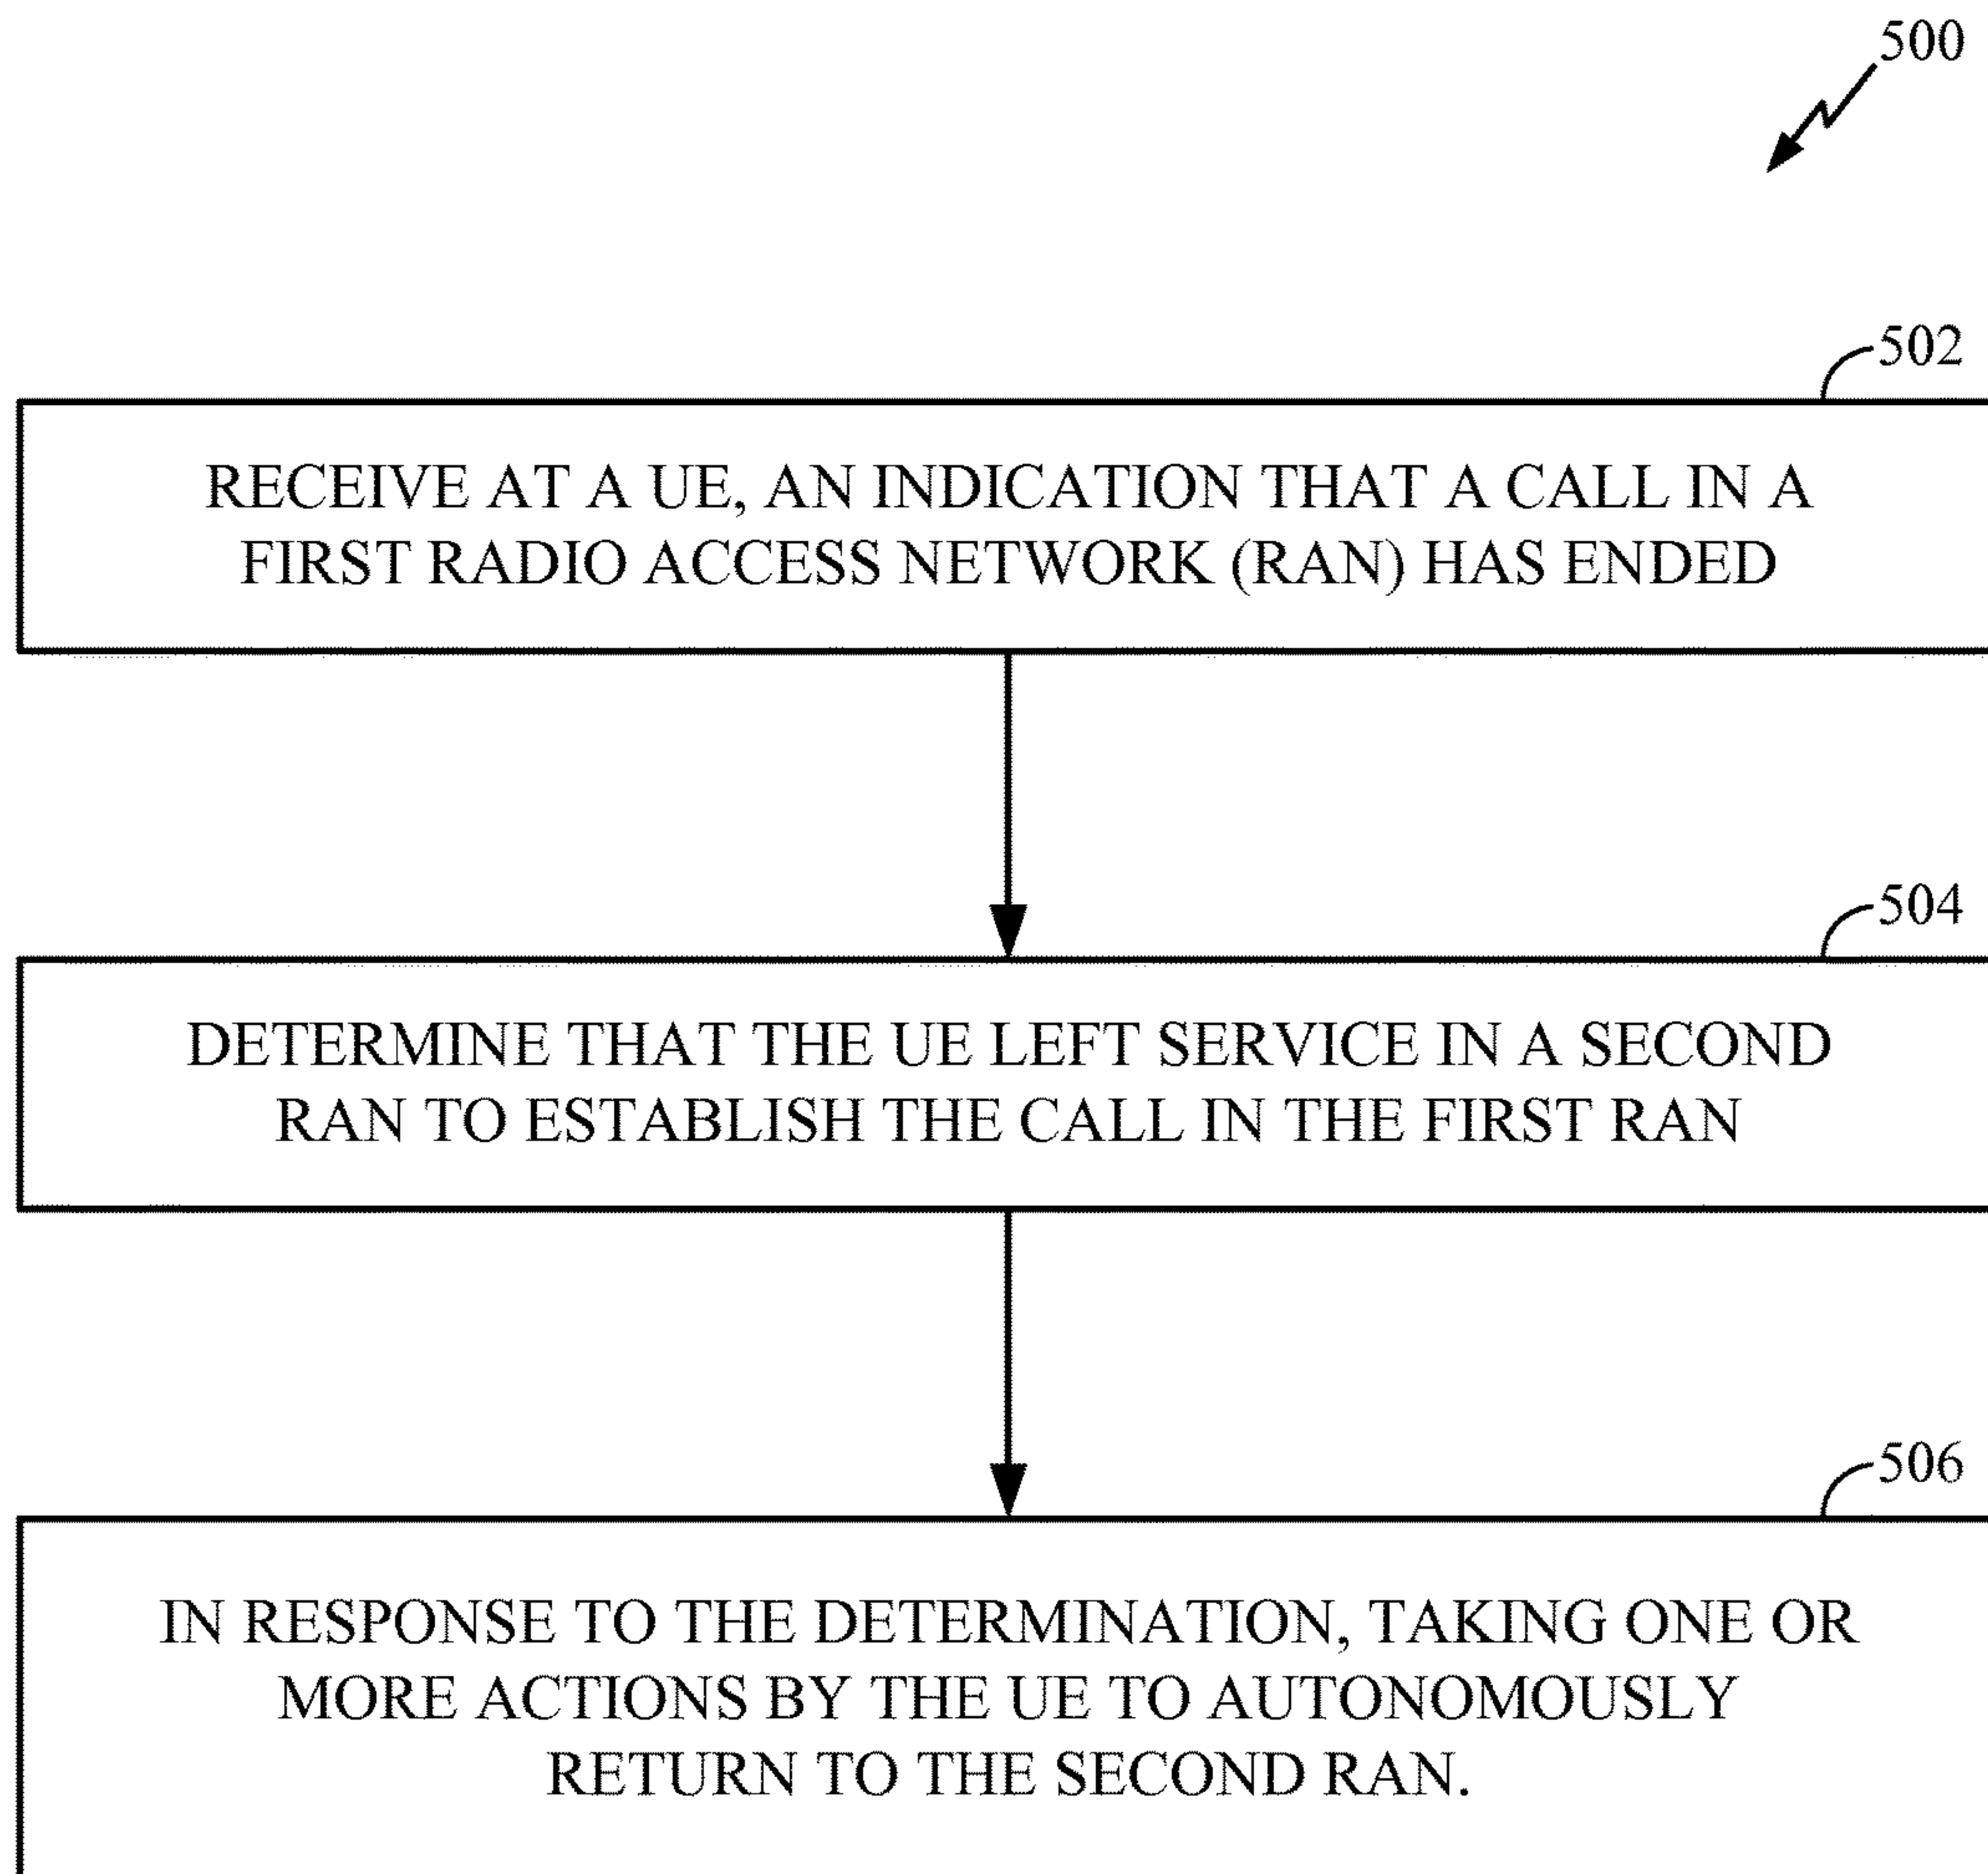 500
502
RECEIVE AT A UE, AN INDICATION THAT A CALL IN A
FIRST RADIO ACCESS NETWORK (RAN) HAS ENDED
504
DETERMINE THAT THE UE LEFT SERVICE IN A SECOND
RAN TO ESTABLISH THE CALL IN THE FIRST RAN
506
IN RESPONSE TO THE DETERMINATION, TAKING ONE OR
MORE ACTIONS BY THE UE TO AUTONOMOUSLY
RETURN TO THE SECOND RAN.